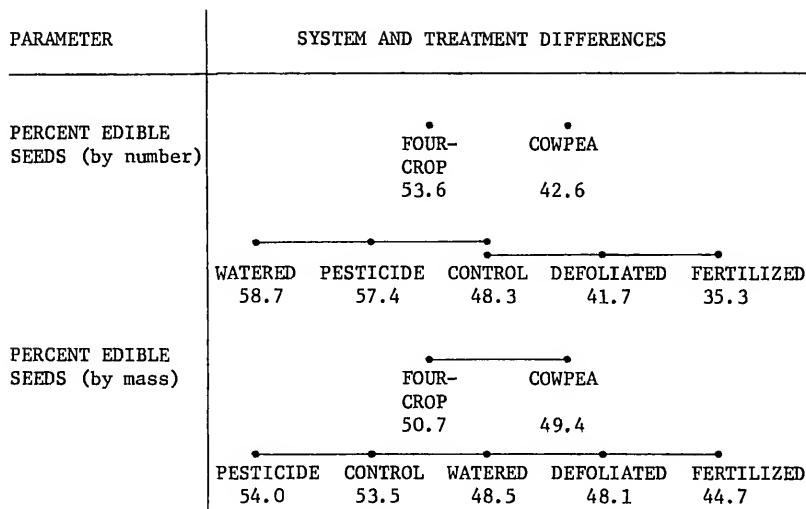 PARAMETER SYSTEM AND TREATMENT DIFFERENCES
PERCENT EDIBLE
SEEDS (by number)
FOUR- COWPEA
CROP
53.6 42.6
WATERED PESTICIDE CONTROL DEFOLIATED FERTILIZED
58.7 57.4 48.3 41.7 35.3
PERCENT EDIBLE
SEEDS (by mass)
FOUR- COWPEA
CROP
50.7 49.4
PESTICIDE CONTROL WATERED DEFOLIATED FERTILIZED
54.0 53.5 48.5 48.1 44.7